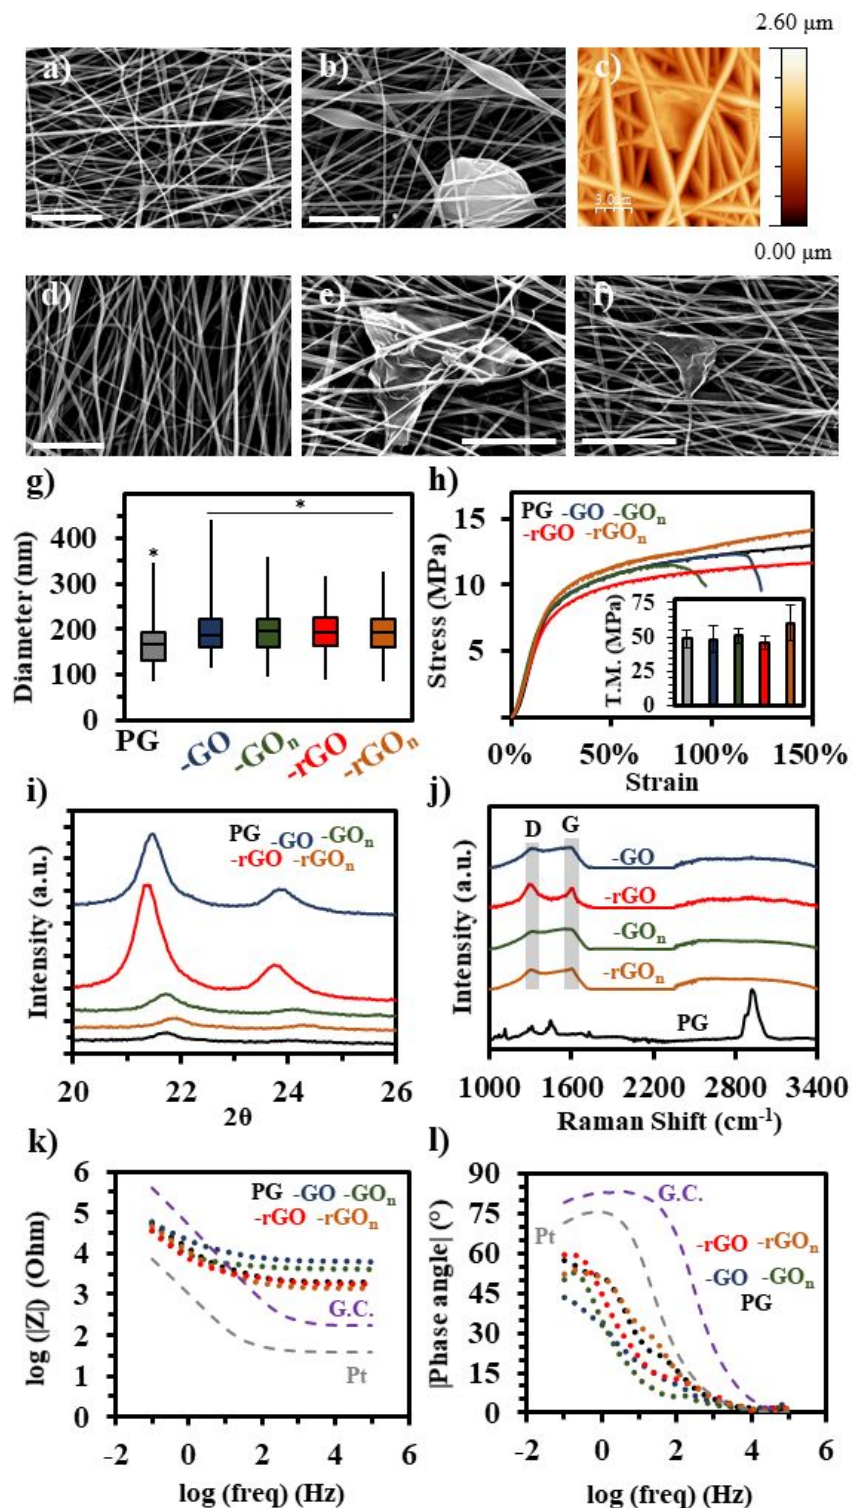 2.60 µm
a)
b)
c)
3.0µm
0.00 µm
d)
e)
f)
g)
Diameter (nm)
400
300
200
100
0
*
*
PG
-GO
-GOn
-rGO
-rGOn
h)
Stress (MPa)
15
10
5
PG -GO -GOn
-rGO -rGOn
T.M. (MPa)
75
50
25
0
0% 50% 100% 150%
Strain
i)
Intensity (a.u.)
PG -GO -GOn
-rGO -rGOn
20 22 24 26
2θ
j)
Intensity (a.u.)
D G
-GO
-rGO
-GOn
-rGOn
PG
1000 1600 2200 2800 3400
Raman Shift (cm-1)
k)
log (|Z|) (Ohm)
6
5
4
3
2
1
0
PG -GO -GOn
-rGO -rGOn
G.C.
Pt
-2 0 2 4 6
log (freq) (Hz)
l)
|Phase angle| (°)
90
75
60
45
30
15
0
G.C.
Pt
-rGO -rGOn
-GO -GOn
PG
-2 0 2 4 6
log (freq) (Hz)